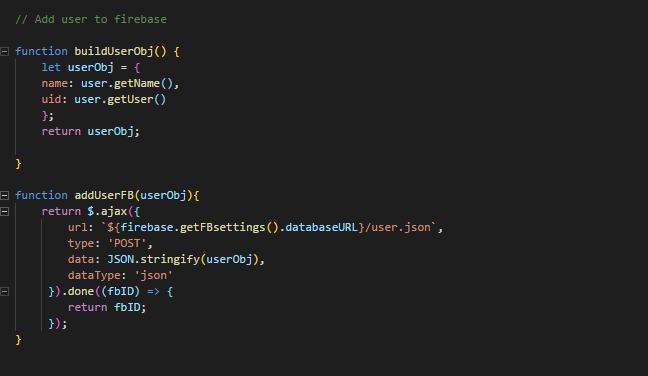 // Add user to firebase
function buildUserObj() {
let userObj = {
name: user.getName(),
uid: user.getUser()
};
return userObj;
}
function addUserFB(userObj){
return $.ajax({
url: `${firebase.getFBsettings().databaseURL}/user.json`,
type: 'POST',
data: JSON.stringify(userObj),
dataType: 'json'
}).done((fbID) => {
return fbID;
});
}